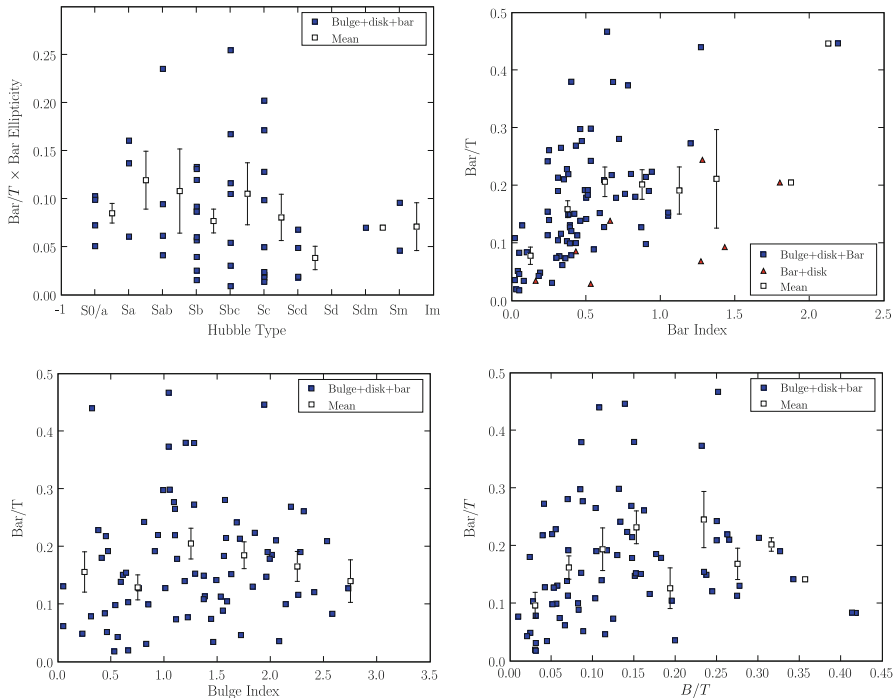 Bulge+disk+bar
Mean
0.30
0.25
0.20
0.15
0.10
0.05
0.00
Bar/T × Bar Ellipticity
-1 S0/a Sa Sab Sb Sbc Sc Scd Sd Sdm Sm Im
Hubble Type
0.5
0.4
0.3
0.2
0.1
0.0
Bar/T
Bulge+disk+Bar
Bar+disk
Mean
0.0 0.5 1.0 1.5 2.0 2.5
Bar Index
0.5
0.4
0.3
0.2
0.1
0.0
Bar/T
Bulge+disk+bar
Mean
0.0 0.5 1.0 1.5 2.0 2.5 3.0 3.5
Bulge Index
0.5
0.4
0.3
0.2
0.1
0.0
Bar/T
Bulge+disk+bar
Mean
0.00 0.05 0.10 0.15 0.20 0.25 0.30 0.35 0.40 0.45
B/T